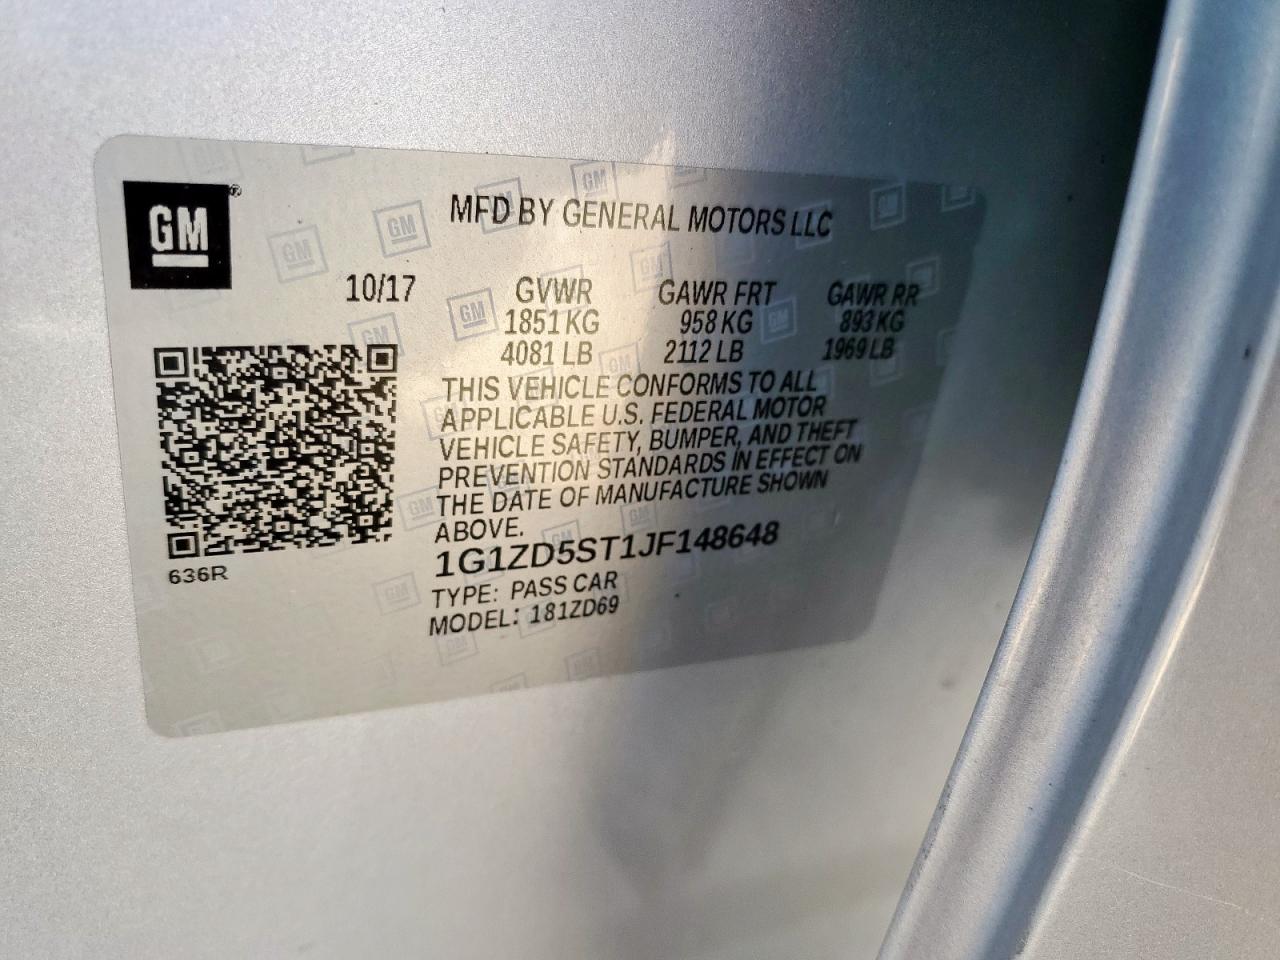 GM®
MFD BY GENERAL MOTORS LLC
10/17 GVWR GAWR FRT GAWR RR
1851 KG 958 KG 893 KG
4081 LB 2112 LB 1969 LB
THIS VEHICLE CONFORMS TO ALL
APPLICABLE U.S. FEDERAL MOTOR
VEHICLE SAFETY, BUMPER, AND THEFT
PREVENTION STANDARDS IN EFFECT ON
THE DATE OF MANUFACTURE SHOWN
ABOVE.
1G1ZD5ST1JF148648
TYPE: PASS CAR
MODEL: 181ZD69
636R